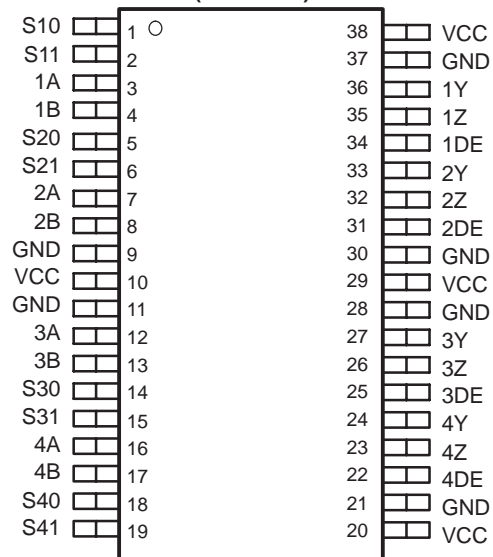 S10 1 38 VCC
S11 2 37 GND
1A 3 36 1Y
1B 4 35 1Z
S20 5 34 1DE
S21 6 33 2Y
2A 7 32 2Z
2B 8 31 2DE
GND 9 30 GND
VCC 10 29 VCC
GND 11 28 GND
3A 12 27 3Y
3B 13 26 3Z
S30 14 25 3DE
S31 15 24 4Y
4A 16 23 4Z
4B 17 22 4DE
S40 18 21 GND
S41 19 20 VCC